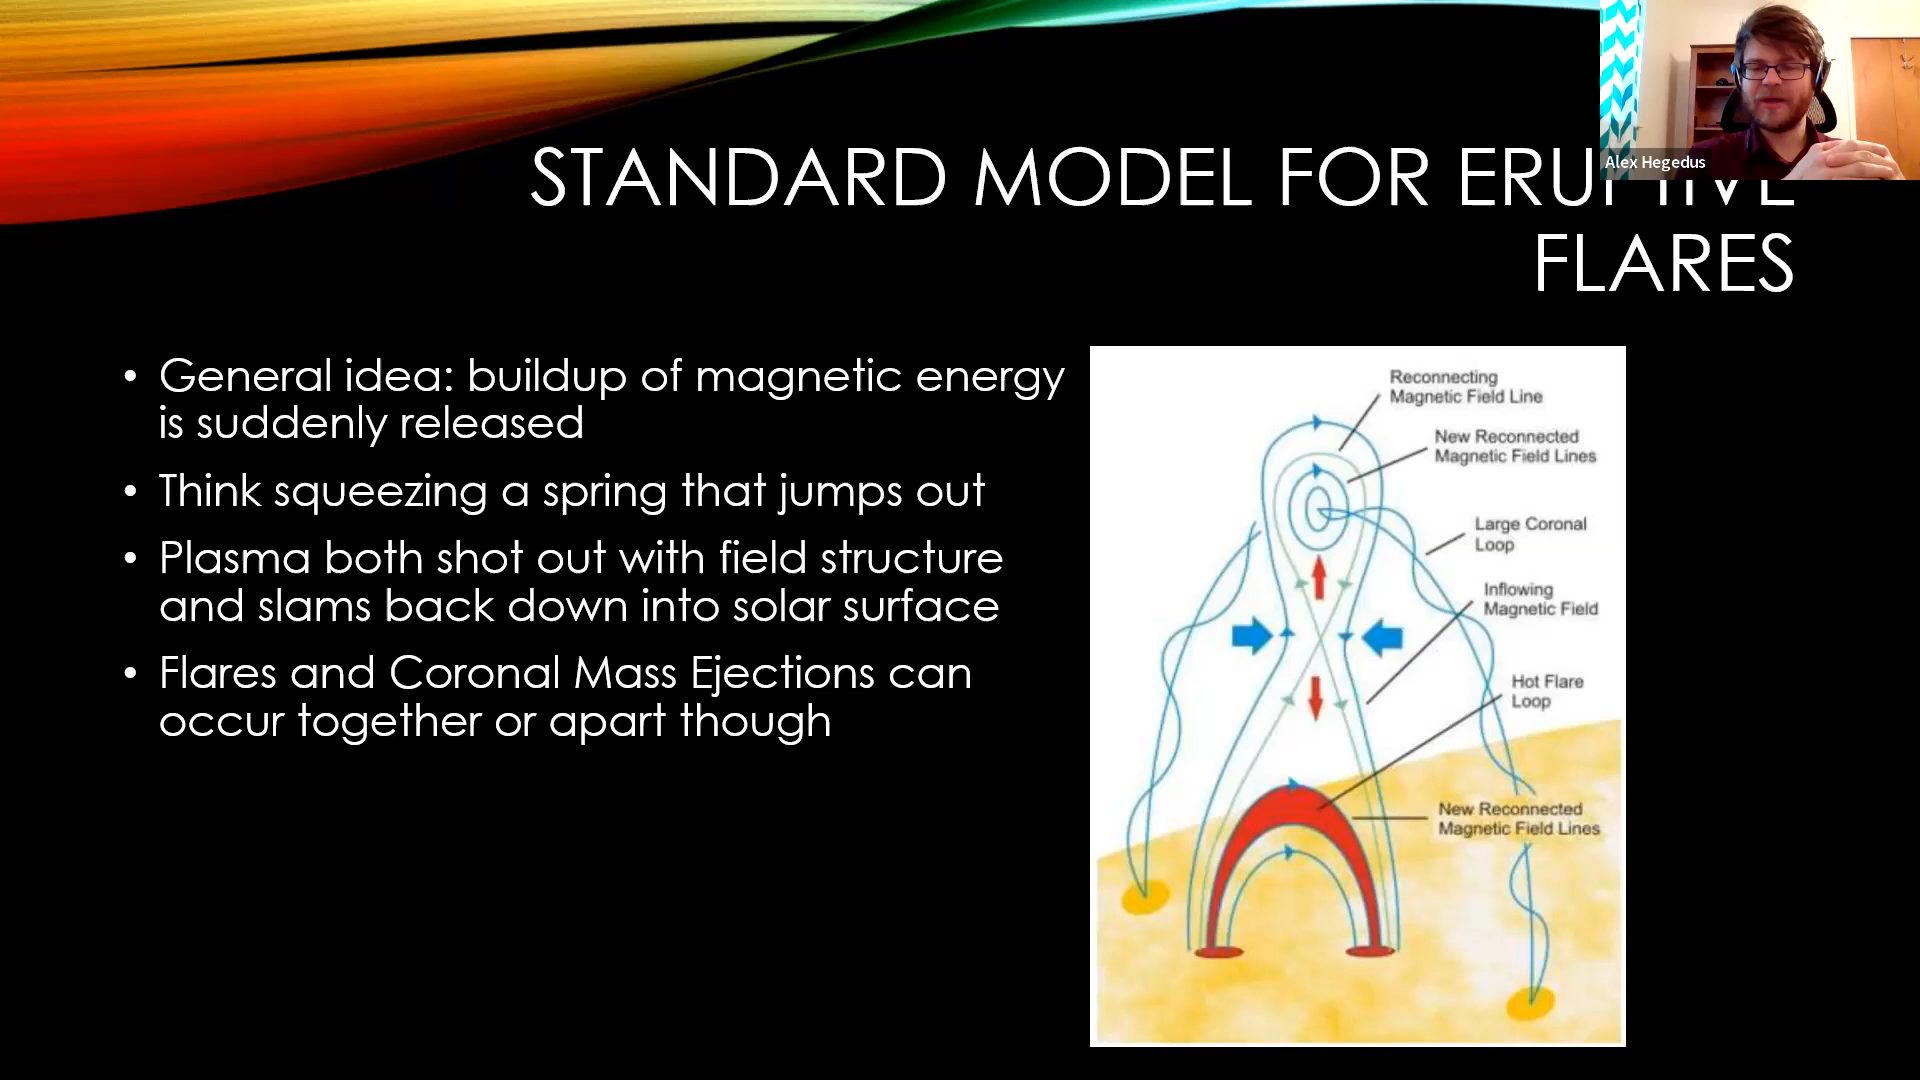 Alex Hegedus
STANDARD MODEL FOR ERUPTIVE
FLARES
• General idea: buildup of magnetic energy
is suddenly released
• Think squeezing a spring that jumps out
• Plasma both shot out with field structure
and slams back down into solar surface
• Flares and Coronal Mass Ejections can
occur together or apart though
Reconnecting
Magnetic Field Line
New Reconnected
Magnetic Field Lines
Large Coronal
Loop
Inflowing
Magnetic Field
Hot Flare
Loop
New Reconnected
Magnetic Field Lines